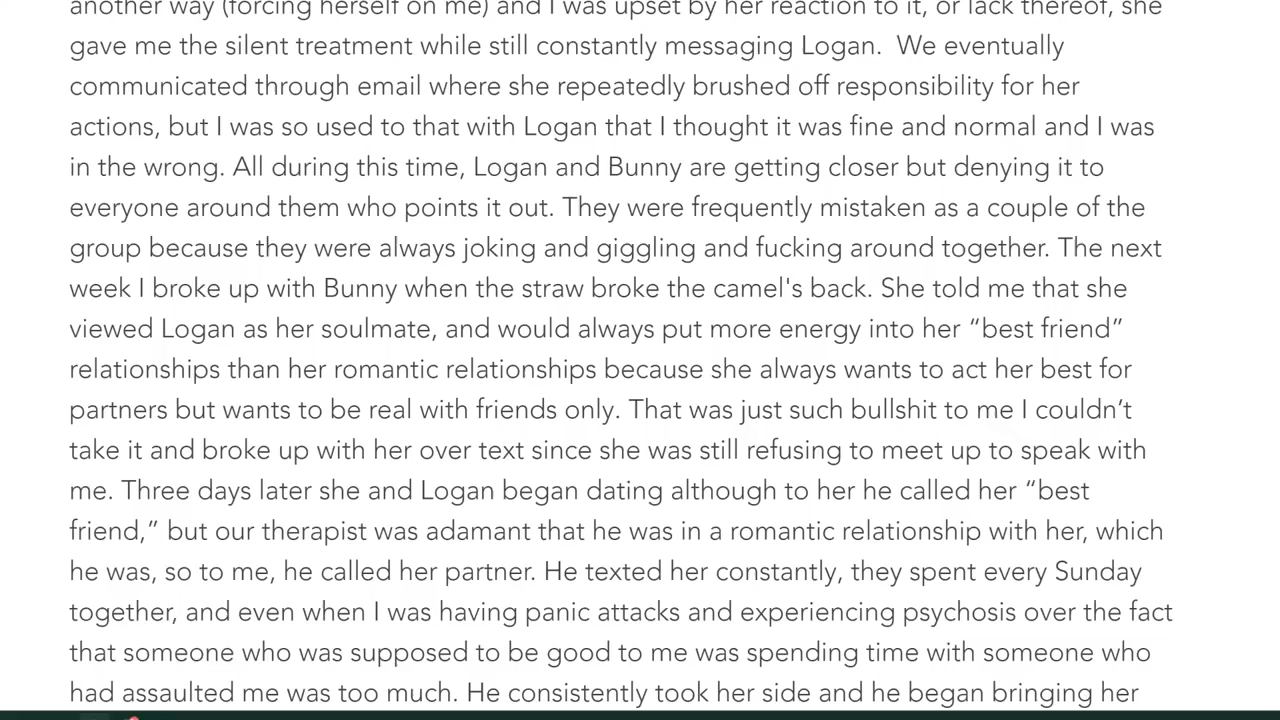 another way (forcing herself on me) and I was upset by her reaction to it, or lack thereof, she
gave me the silent treatment while still constantly messaging Logan.  We eventually
communicated through email where she repeatedly brushed off responsibility for her
actions, but I was so used to that with Logan that I thought it was fine and normal and I was
in the wrong. All during this time, Logan and Bunny are getting closer but denying it to
everyone around them who points it out. They were frequently mistaken as a couple of the
group because they were always joking and giggling and fucking around together. The next
week I broke up with Bunny when the straw broke the camel's back. She told me that she
viewed Logan as her soulmate, and would always put more energy into her “best friend”
relationships than her romantic relationships because she always wants to act her best for
partners but wants to be real with friends only. That was just such bullshit to me I couldn’t
take it and broke up with her over text since she was still refusing to meet up to speak with
me. Three days later she and Logan began dating although to her he called her “best
friend,” but our therapist was adamant that he was in a romantic relationship with her, which
he was, so to me, he called her partner. He texted her constantly, they spent every Sunday
together, and even when I was having panic attacks and experiencing psychosis over the fact
that someone who was supposed to be good to me was spending time with someone who
had assaulted me was too much. He consistently took her side and he began bringing her